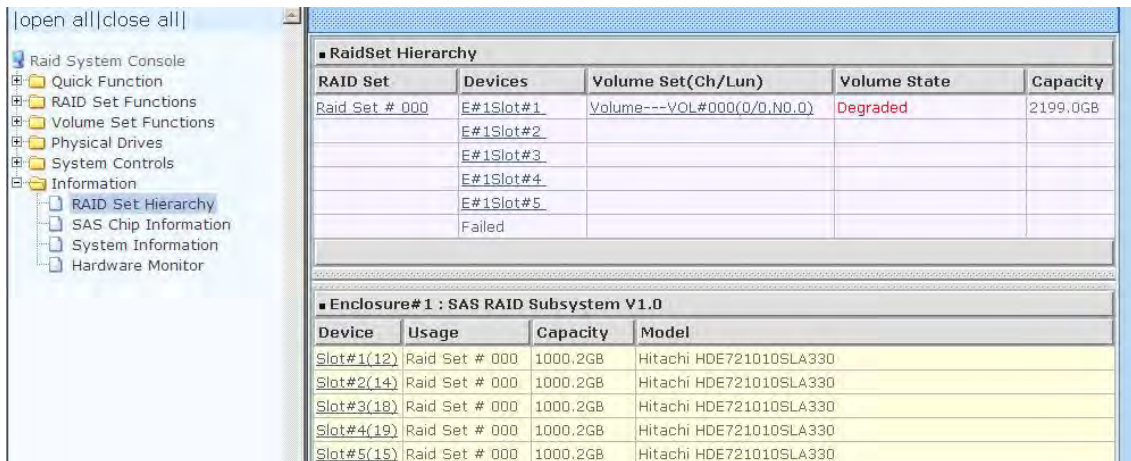 |open all|close all|
Raid System Console
Quick Function
RAID Set Functions
Volume Set Functions
Physical Drives
System Controls
Information
RAID Set Hierarchy
SAS Chip Information
System Information
Hardware Monitor
RaidSet Hierarchy
RAID Set Devices Volume Set(Ch/Lun) Volume State Capacity
Raid Set # 000 E#1Slot#1 Volume---VOL#000(0/0,N0.0) Degraded 2199.0GB
E#1Slot#2
E#1Slot#3
E#1Slot#4
E#1Slot#5
Failed
Enclosure#1 : SAS RAID Subsystem V1.0
Device Usage Capacity Model
Slot#1(12) Raid Set # 000 1000.2GB Hitachi HDE721010SLA330
Slot#2(14) Raid Set # 000 1000.2GB Hitachi HDE721010SLA330
Slot#3(18) Raid Set # 000 1000.2GB Hitachi HDE721010SLA330
Slot#4(19) Raid Set # 000 1000.2GB Hitachi HDE721010SLA330
Slot#5(15) Raid Set # 000 1000.2GB Hitachi HDE721010SLA330